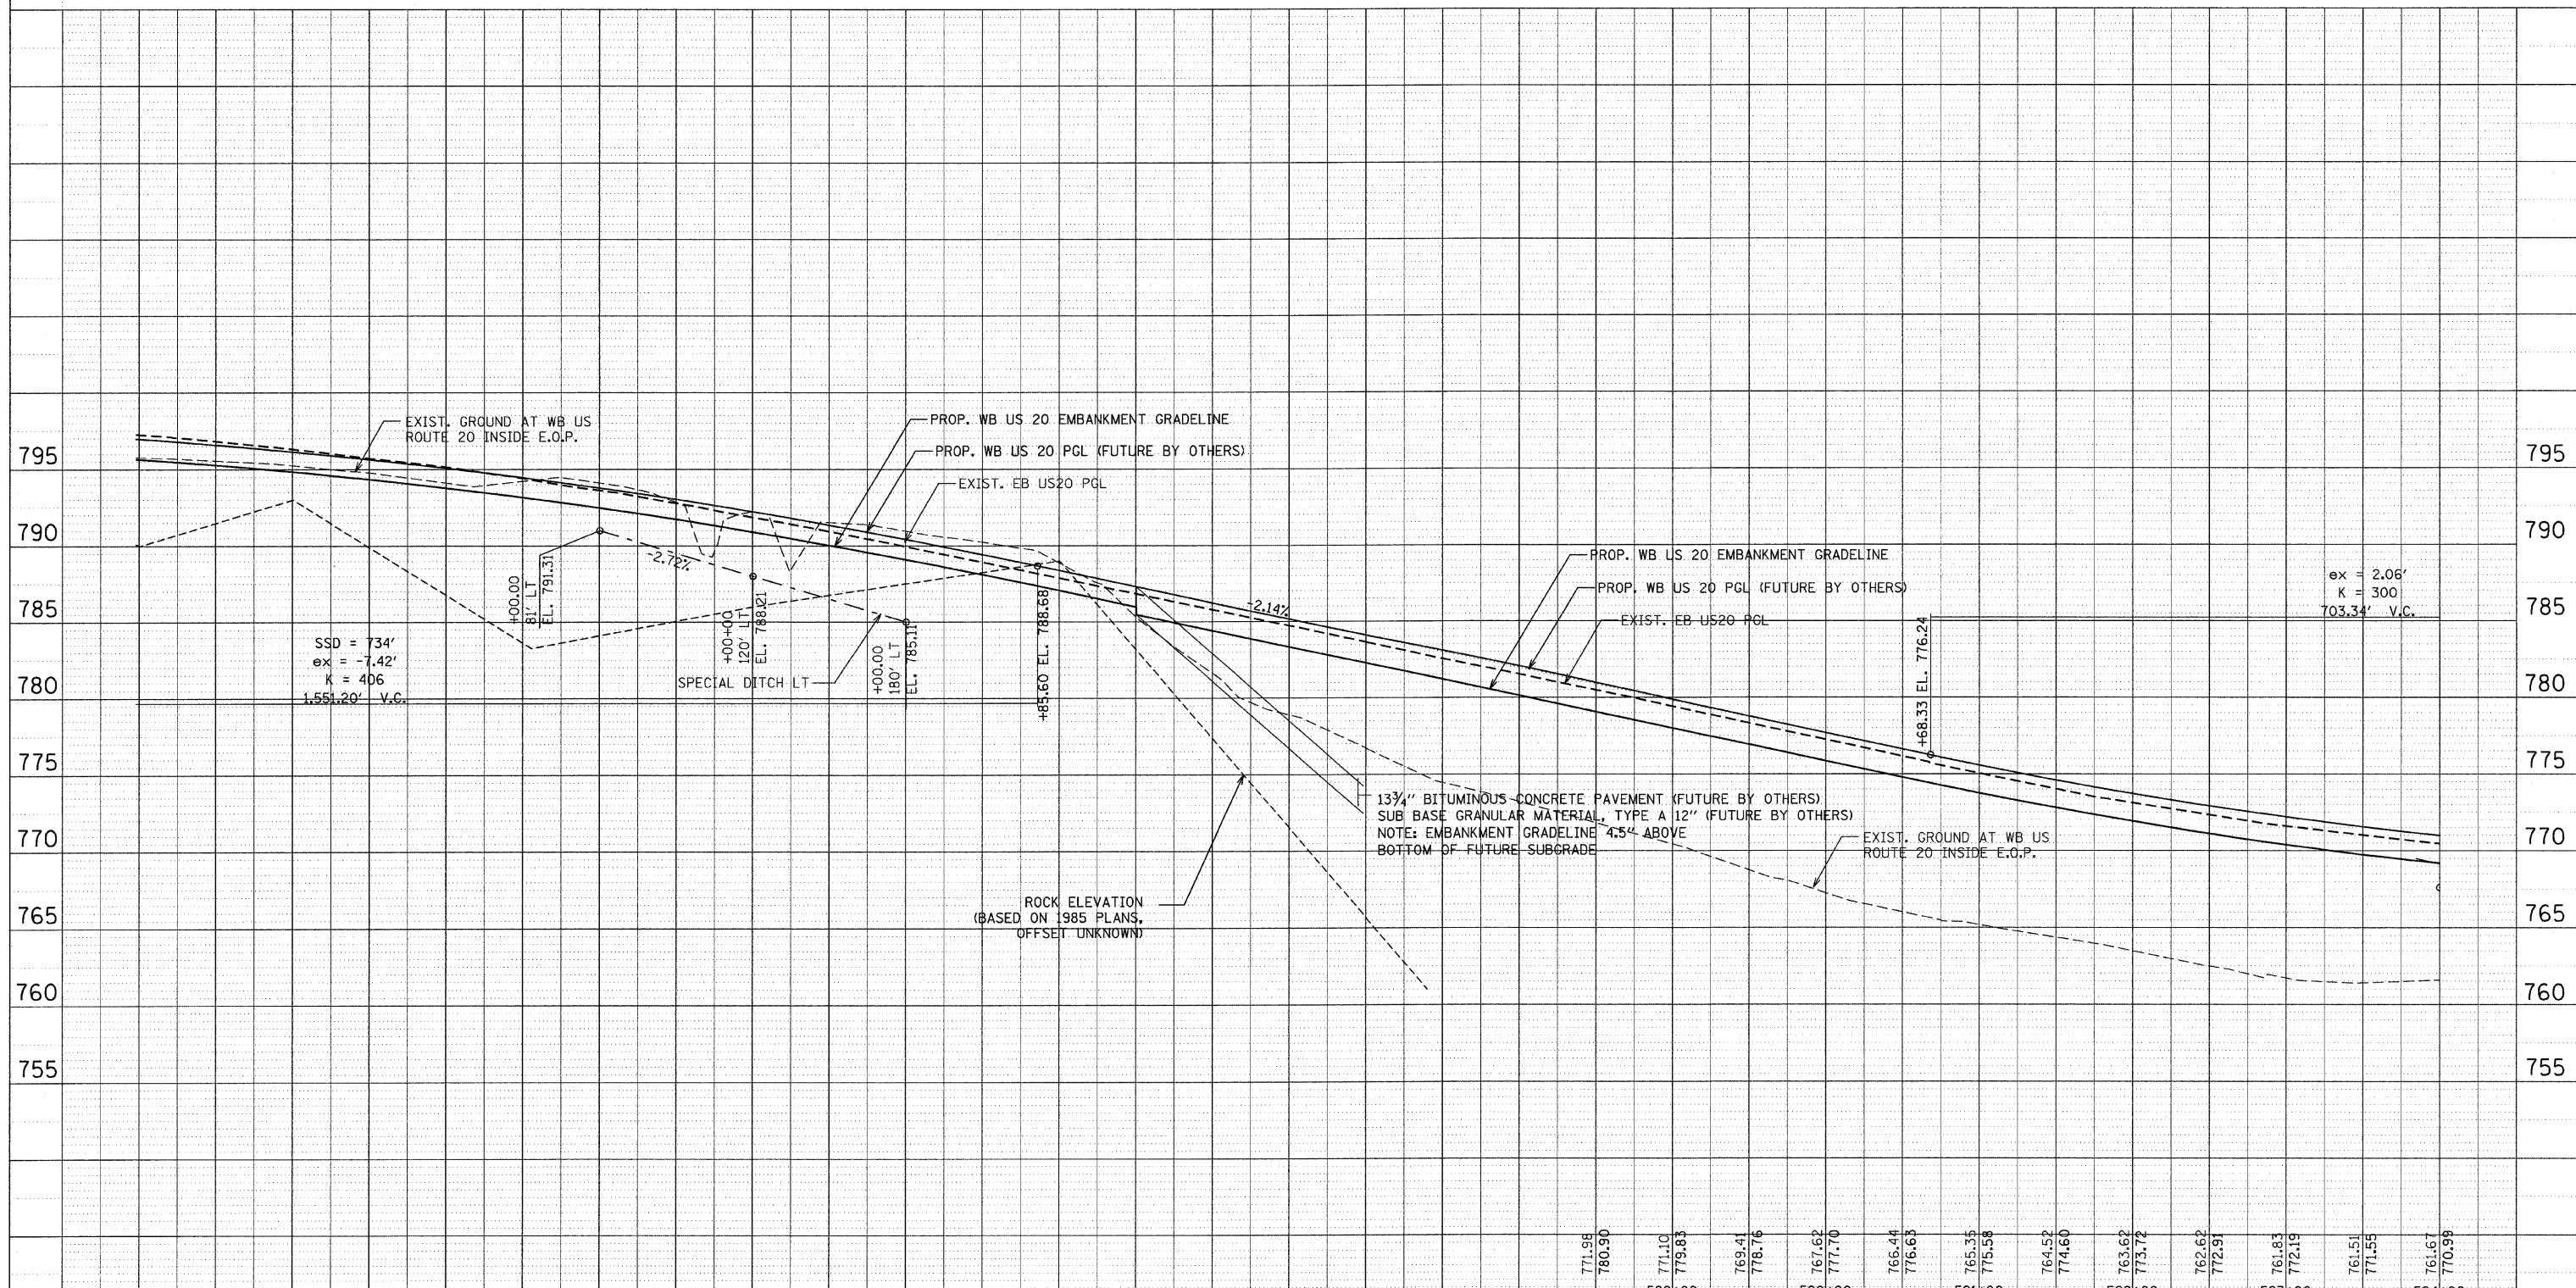 EXIST. GROUND AT WB US
ROUTE 20 INSIDE E.O.P.
PROP. WB US 20 EMBANKMENT GRADELINE
PROP. WB US 20 PGL (FUTURE BY OTHERS)
EXIST. EB US20 PGL
795
795
790
790
785
785
780
780
775
775
770
770
765
765
760
760
755
755
-2.72%
+00.00
81' LT
EL. 791.31
+00+00
120' LT
EL. 788.21
+00.00
180' LT
EL. 785.11
SPECIAL DITCH LT
+85.60 EL. 788.68
SSD = 734'
ex = -7.42'
K = 406
1,551.20' V.C.
-2.14%
PROP. WB US 20 EMBANKMENT GRADELINE
PROP. WB US 20 PGL (FUTURE BY OTHERS)
EXIST. EB US20 PGL
+68.33 EL. 776.24
ex = 2.06'
K = 300
703.34' V.C.
13¾" BITUMINOUS CONCRETE PAVEMENT (FUTURE BY OTHERS)
SUB BASE GRANULAR MATERIAL, TYPE A 12" (FUTURE BY OTHERS)
NOTE: EMBANKMENT GRADELINE 4.5" ABOVE
BOTTOM OF FUTURE SUBGRADE
EXIST. GROUND AT WB US
ROUTE 20 INSIDE E.O.P.
ROCK ELEVATION
(BASED ON 1985 PLANS,
OFFSET UNKNOWN)
771.98
780.90
771.10
779.83
769.41
778.76
767.62
777.70
766.44
776.63
765.35
775.58
764.52
774.60
763.62
773.72
762.62
772.91
761.83
772.19
761.51
771.55
761.67
770.99